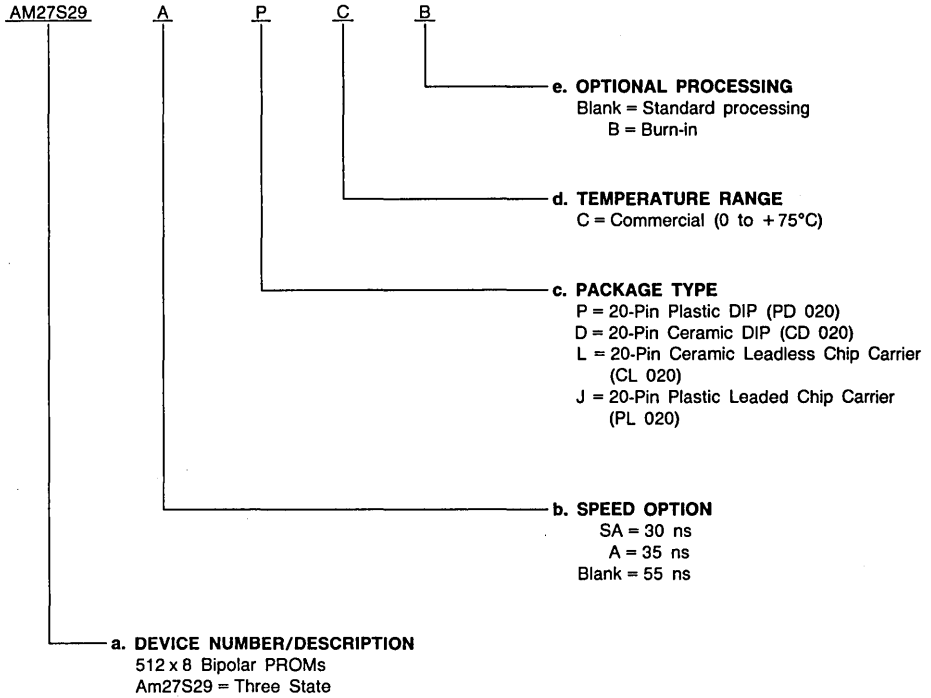 AM27S29 A P C B
e. OPTIONAL PROCESSING
Blank = Standard processing
B = Burn-in
d. TEMPERATURE RANGE
C = Commercial (0 to +75°C)
c. PACKAGE TYPE
P = 20-Pin Plastic DIP (PD 020)
D = 20-Pin Ceramic DIP (CD 020)
L = 20-Pin Ceramic Leadless Chip Carrier
(CL 020)
J = 20-Pin Plastic Leaded Chip Carrier
(PL 020)
b. SPEED OPTION
SA = 30 ns
A = 35 ns
Blank = 55 ns
a. DEVICE NUMBER/DESCRIPTION
512 x 8 Bipolar PROMs
Am27S29 = Three State